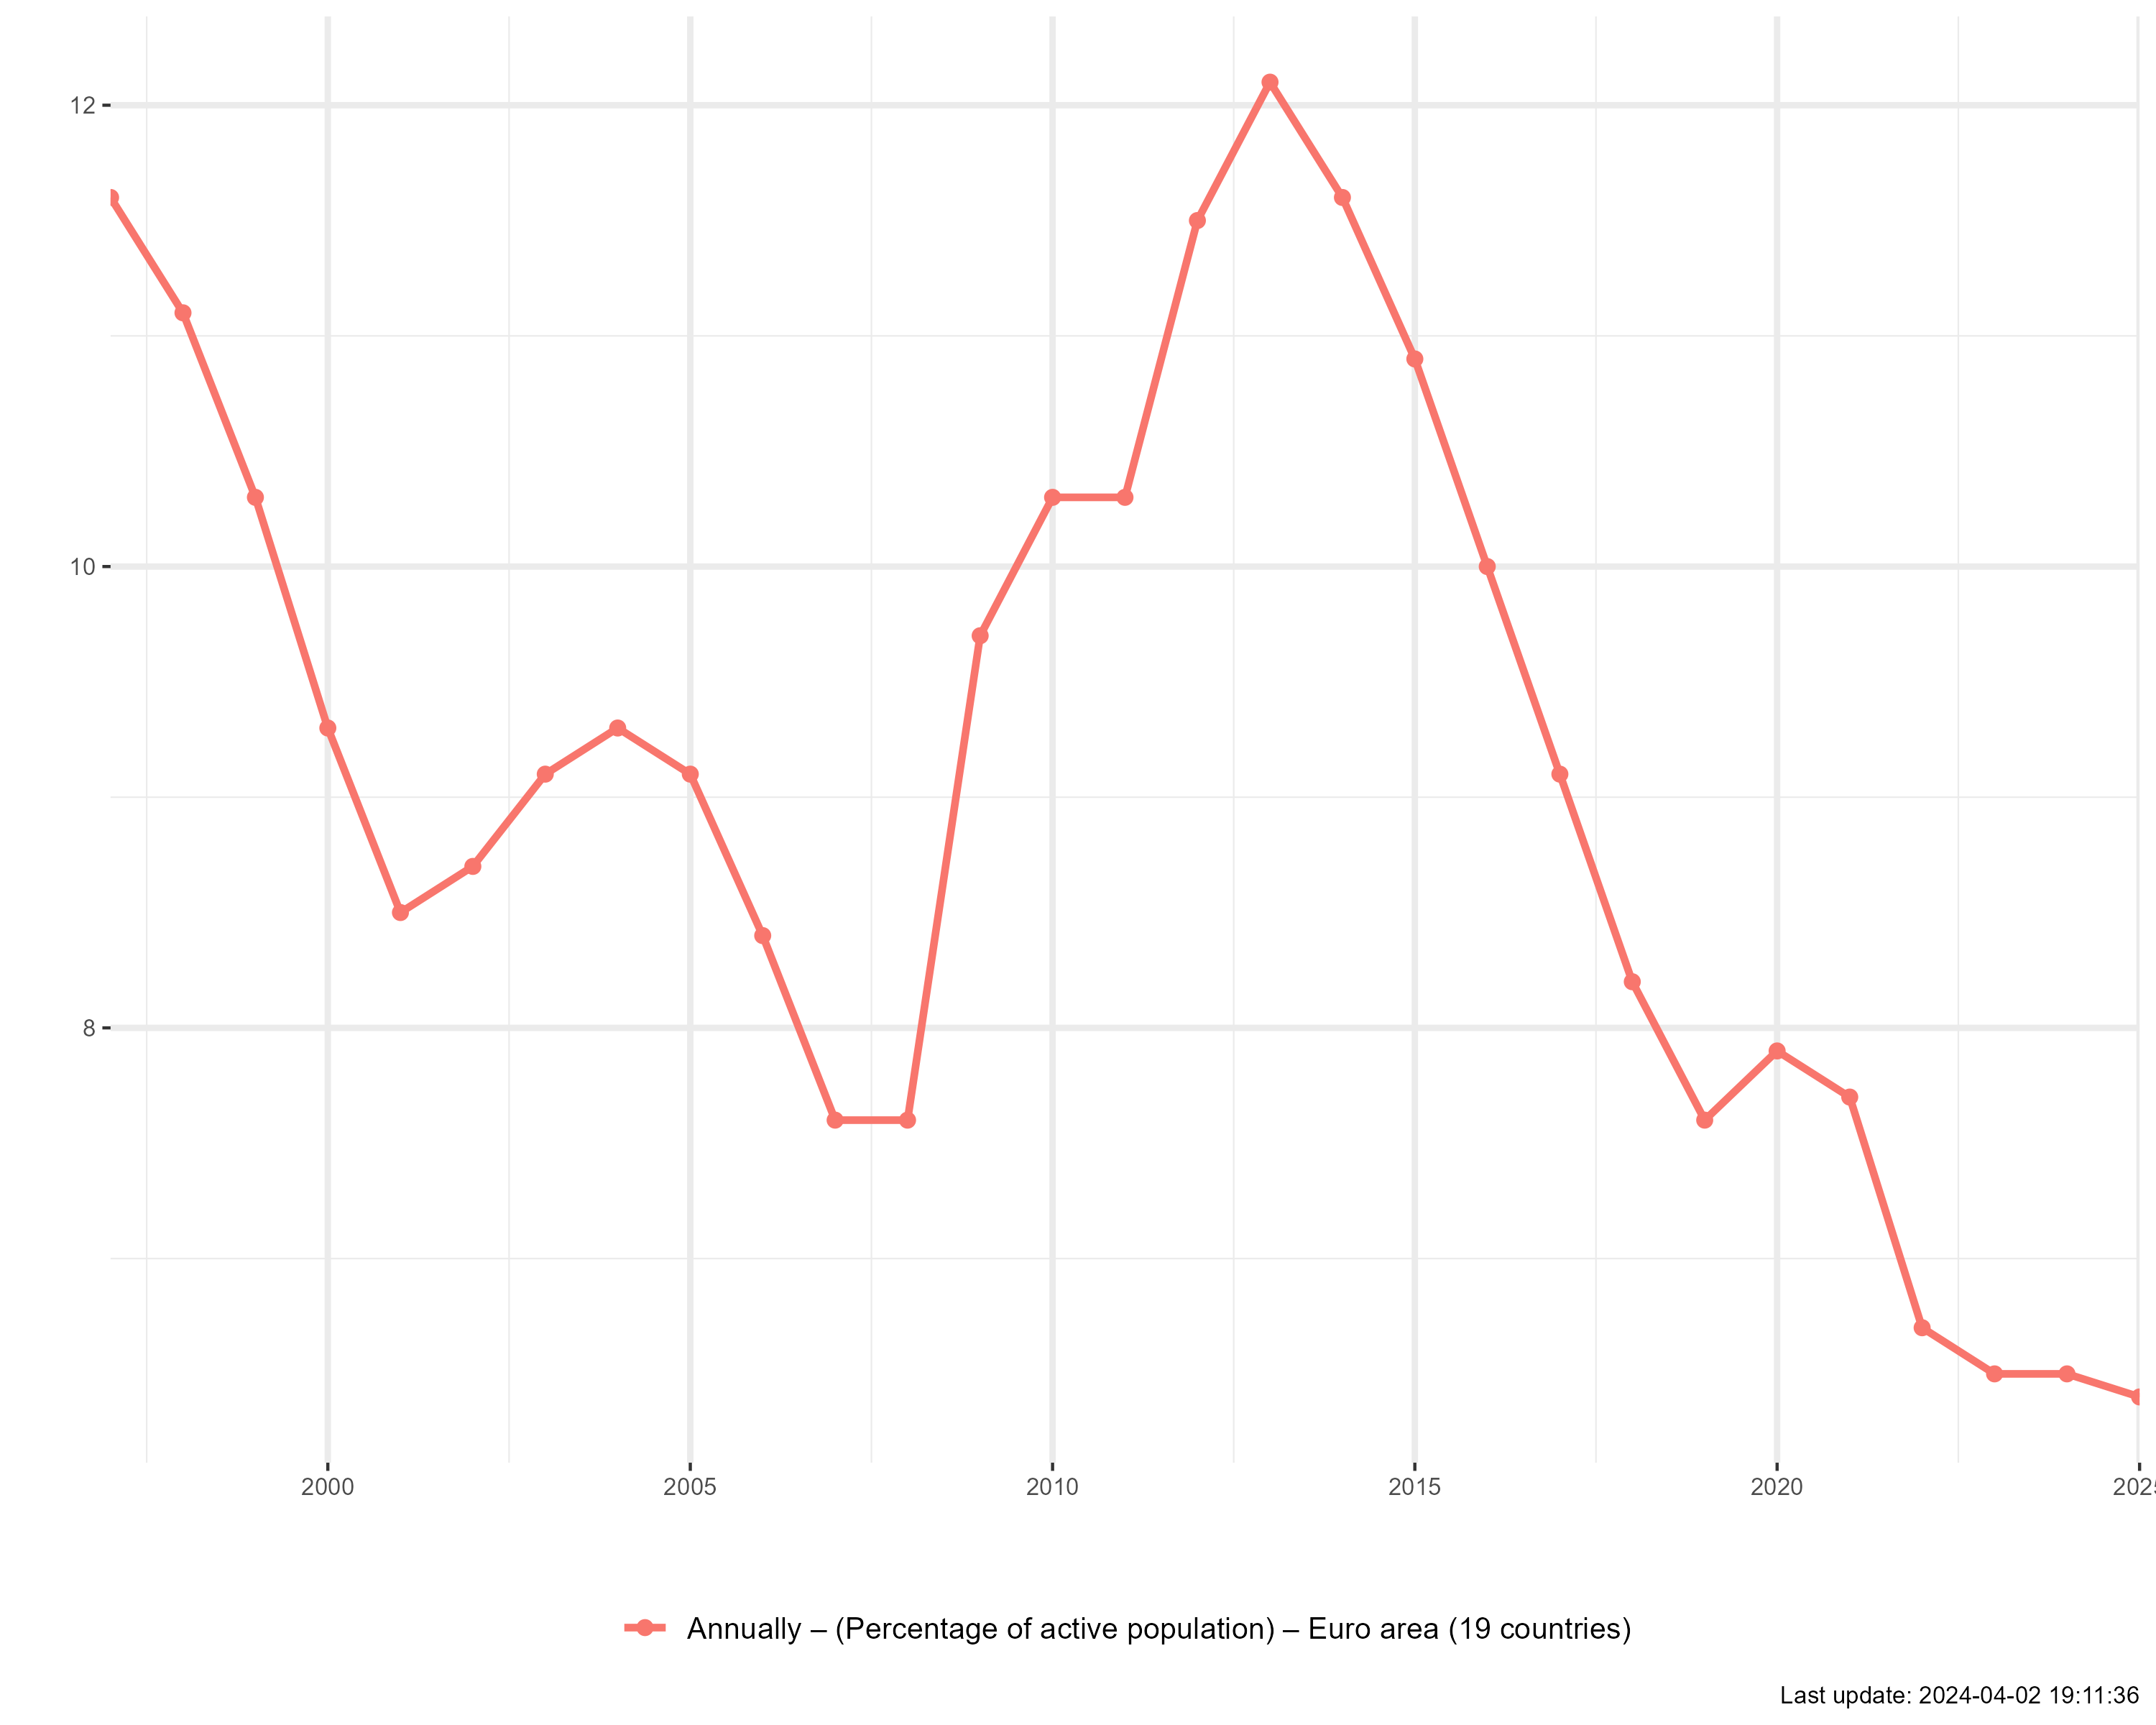 12
10
8
2000 2005 2010 2015 2020 202
Annually – (Percentage of active population) – Euro area (19 countries)
Last update: 2024-04-02 19:11:36